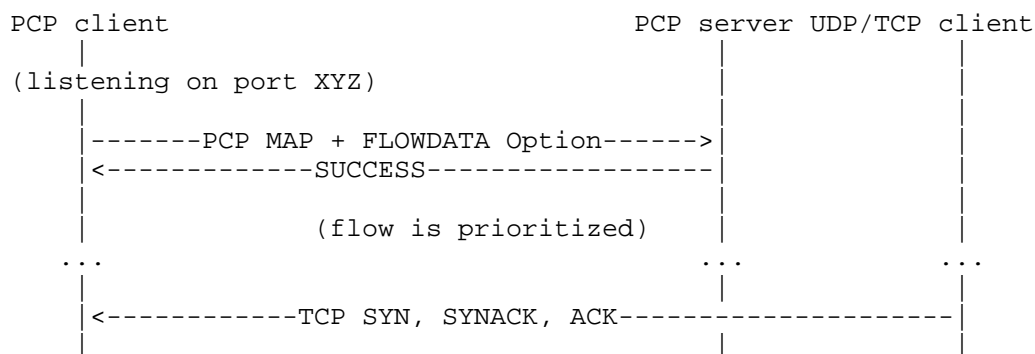 PCP client PCP server UDP/TCP client
(listening on port XYZ)
|-------PCP MAP + FLOWDATA Option------>|
|<-------------SUCCESS------------------|
(flow is prioritized)
... ... ...
|<------------TCP SYN, SYNACK, ACK---------------------|